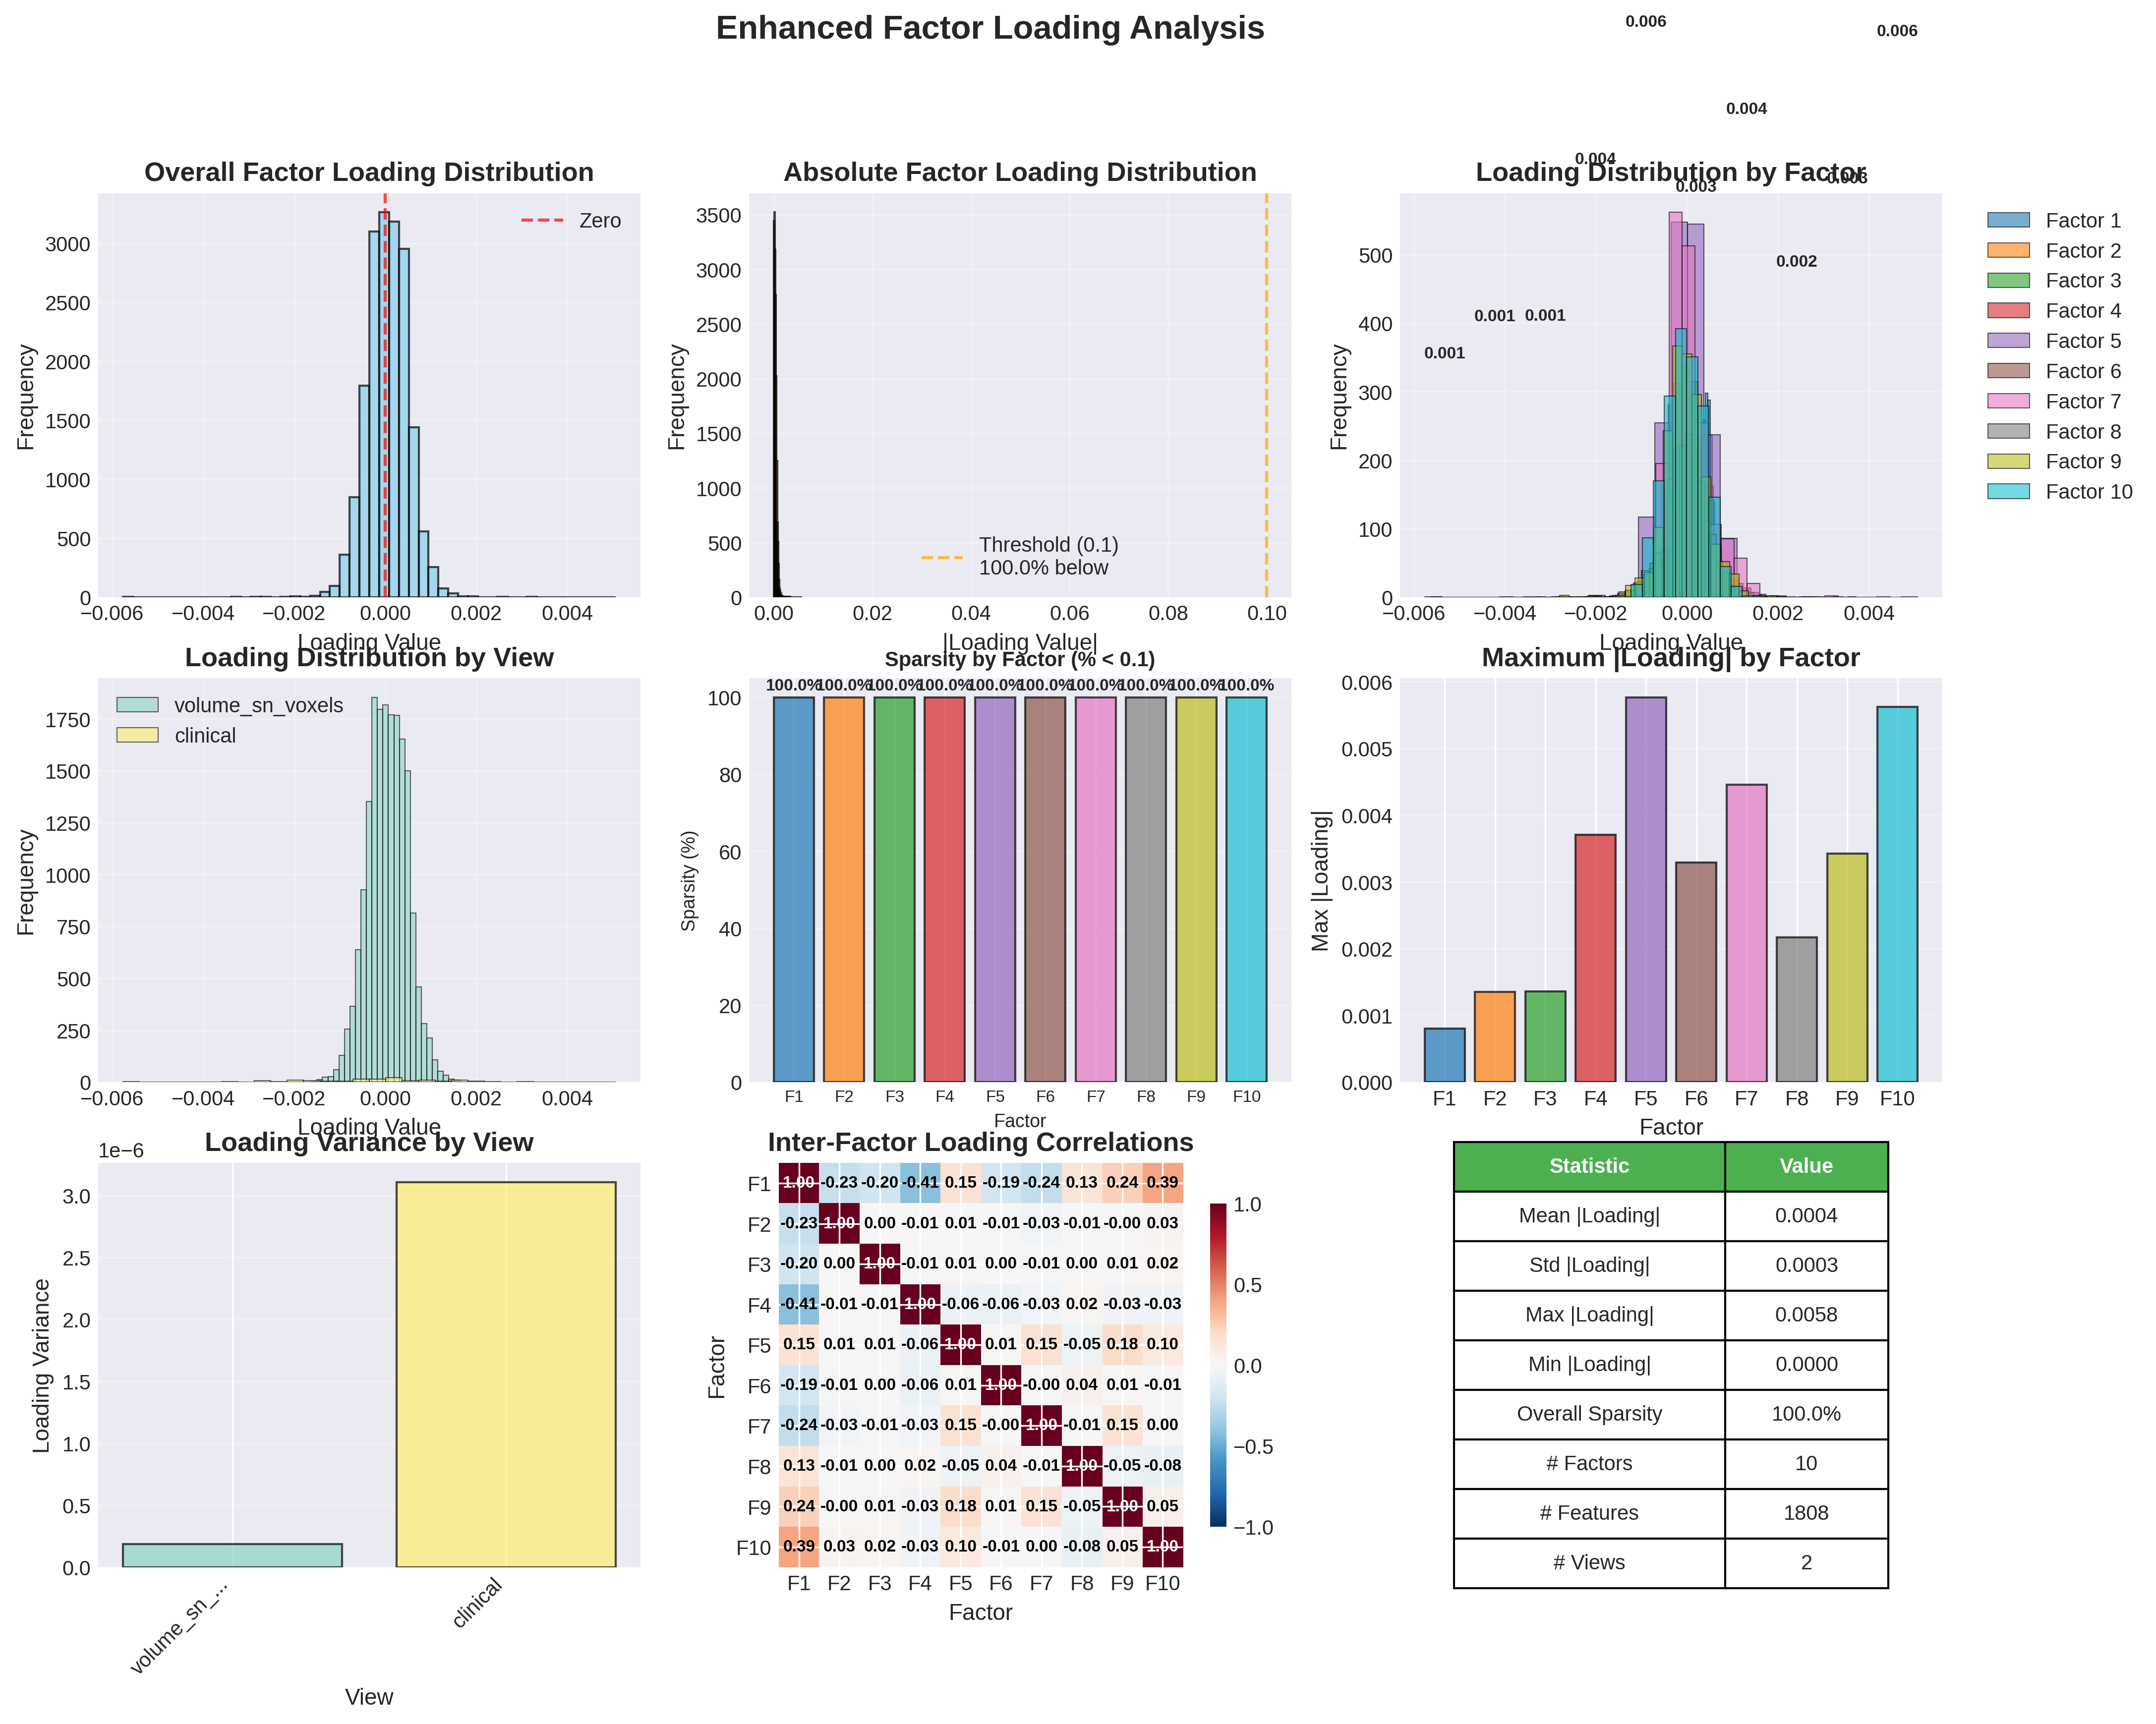 Enhanced Factor Loading Analysis
0.006
0.006
0.004
0.004
0.003
0.003
0.002
0.001
0.001
0.001
Overall Factor Loading Distribution
Frequency
3000
2500
2000
1500
1000
500
0
Zero
−0.006
−0.004
−0.002
0.000
0.002
0.004
Loading Value
Absolute Factor Loading Distribution
Frequency
3500
3000
2500
2000
1500
1000
500
0
Threshold (0.1)
100.0% below
0.00
0.02
0.04
0.06
0.08
0.10
|Loading Value|
Loading Distribution by Factor
Frequency
500
400
300
200
100
0
−0.006
−0.004
−0.002
0.000
0.002
0.004
Loading Value
Factor 1
Factor 2
Factor 3
Factor 4
Factor 5
Factor 6
Factor 7
Factor 8
Factor 9
Factor 10
Loading Distribution by View
Frequency
1750
1500
1250
1000
750
500
250
0
volume_sn_voxels
clinical
−0.006
−0.004
−0.002
0.000
0.002
0.004
Loading Value
Sparsity by Factor (% < 0.1)
Sparsity (%)
100
80
60
40
20
0
100.0%
100.0%
100.0%
100.0%
100.0%
100.0%
100.0%
100.0%
100.0%
100.0%
F1 F2 F3 F4 F5 F6 F7 F8 F9 F10
Factor
Maximum |Loading| by Factor
Max |Loading|
0.006
0.005
0.004
0.003
0.002
0.001
0.000
F1 F2 F3 F4 F5 F6 F7 F8 F9 F10
Factor
Loading Variance by View
1e−6
Loading Variance
3.0
2.5
2.0
1.5
1.0
0.5
0.0
volume_sn_...
clinical
View
Inter-Factor Loading Correlations
Factor
F1 1.00 -0.23 -0.20 -0.41 0.15 -0.19 -0.24 0.13 0.24 0.39
F2 -0.23 1.00 0.00 -0.01 0.01 -0.01 -0.03 -0.01 -0.00 0.03
F3 -0.20 0.00 1.00 -0.01 0.01 0.00 -0.01 0.00 0.01 0.02
F4 -0.41 -0.01 -0.01 1.00 -0.06 -0.06 -0.03 0.02 -0.03 -0.03
F5 0.15 0.01 0.01 -0.06 1.00 0.01 0.15 -0.05 0.18 0.10
F6 -0.19 -0.01 0.00 -0.06 0.01 1.00 -0.00 0.04 0.01 -0.01
F7 -0.24 -0.03 -0.01 -0.03 0.15 -0.00 1.00 -0.01 0.15 0.00
F8 0.13 -0.01 0.00 0.02 -0.05 0.04 -0.01 1.00 -0.05 -0.08
F9 0.24 -0.00 0.01 -0.03 0.18 0.01 0.15 -0.05 1.00 0.05
F10 0.39 0.03 0.02 -0.03 0.10 -0.01 0.00 -0.08 0.05 1.00
F1 F2 F3 F4 F5 F6 F7 F8 F9 F10
Factor
1.0
0.5
0.0
−0.5
−1.0
Statistic Value
Mean |Loading| 0.0004
Std |Loading| 0.0003
Max |Loading| 0.0058
Min |Loading| 0.0000
Overall Sparsity 100.0%
# Factors 10
# Features 1808
# Views 2